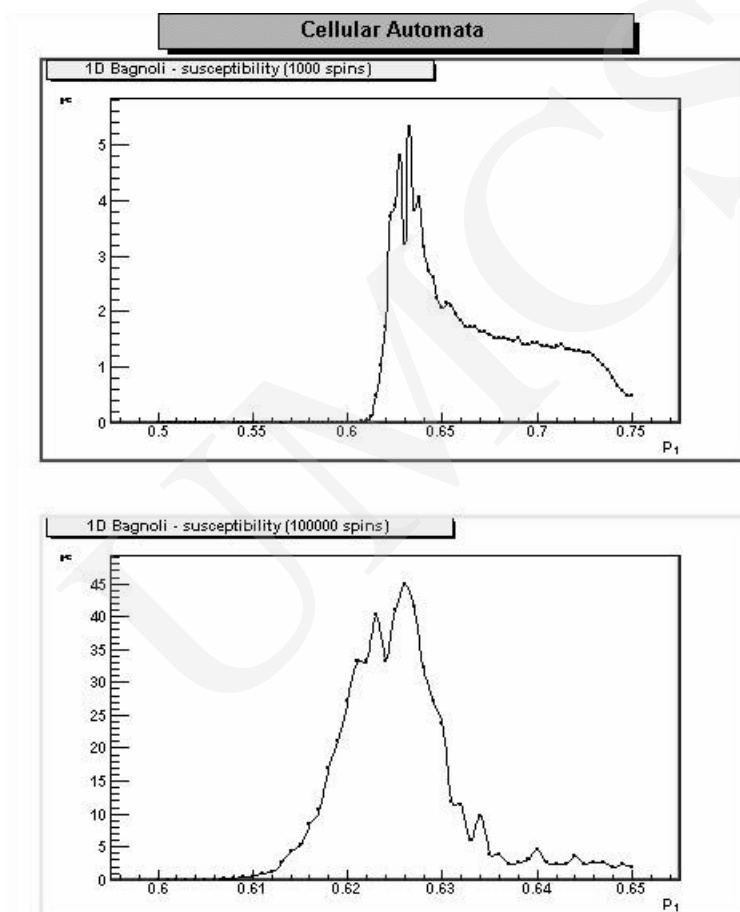 Cellular Automata
1D Bagnoli - susceptibility (1000 spins)
5
4
3
2
1
0
0.5 0.55 0.6 0.65 0.7 0.75
P1
1D Bagnoli - susceptibility (100000 spins)
45
40
35
30
25
20
15
10
5
0
0.6 0.61 0.62 0.63 0.64 0.65
P1
UMCS